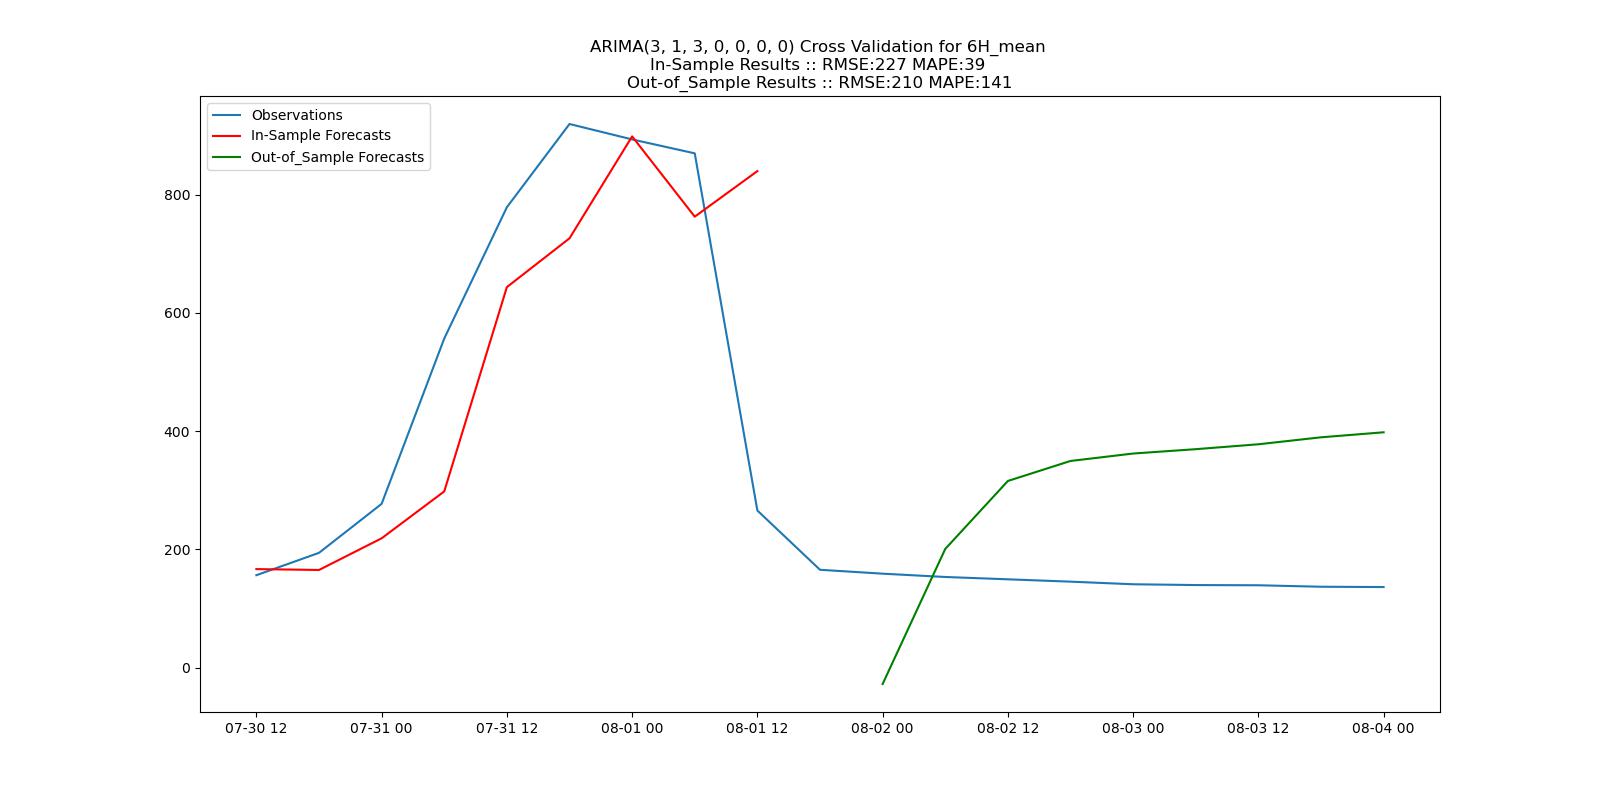 ARIMA(3, 1, 3, 0, 0, 0, 0) Cross Validation for 6H_mean
In-Sample Results :: RMSE:227 MAPE:39
Out-of_Sample Results :: RMSE:210 MAPE:141
Observations
In-Sample Forecasts
Out-of_Sample Forecasts
800
600
400
200
0
07-30 12 07-31 00 07-31 12 08-01 00 08-01 12 08-02 00 08-02 12 08-03 00 08-03 12 08-04 00